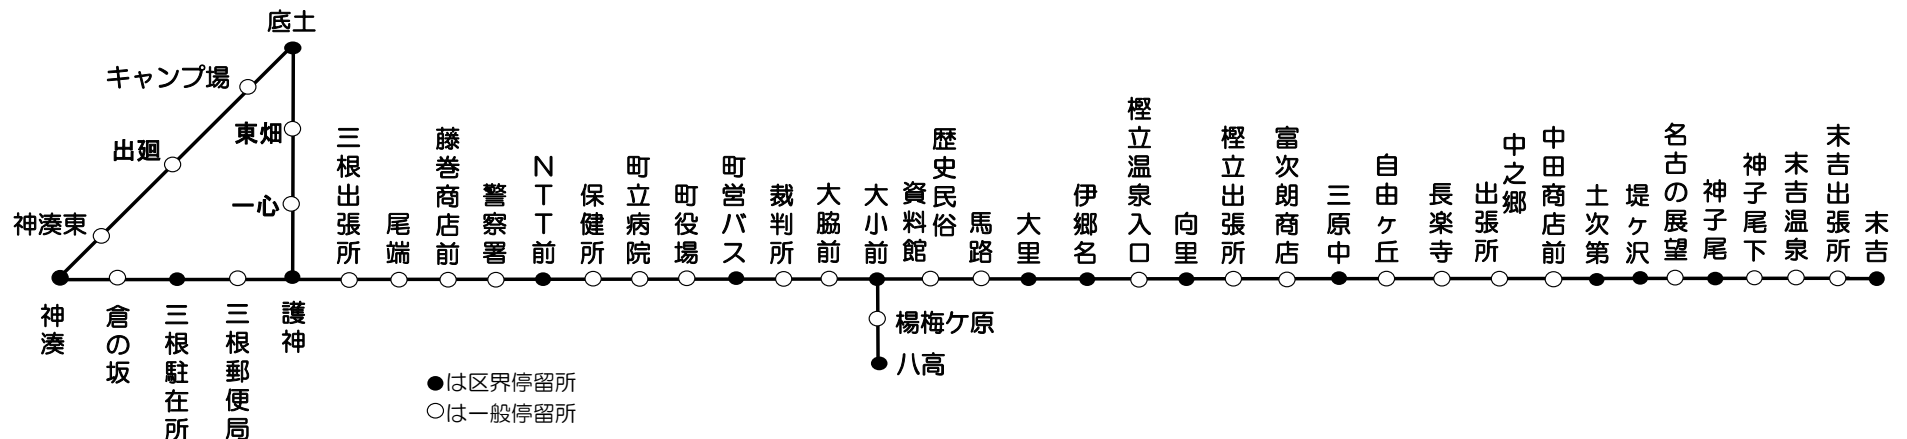 底土
キャンプ場
出廻
神湊東
東畑
一心
神湊
倉の坂
三根駐在所
三根郵便局
護神
三根出張所
尾端
藤巻商店前
警察署
NTT前
保健所
町立病院
町役場
町営バス
裁判所
大脇前
大小前
歴史民俗
資料館
馬路
大里
伊郷名
樫立温泉入口
向里
樫立出張所
富次朗商店
三原中
自由ヶ丘
長楽寺
中之郷
出張所
中田商店前
土次第
堤ヶ沢
名古の展望
神子尾
神子尾下
末吉温泉
末吉出張所
末吉
楊梅ケ原
八高
●は区界停留所
○は一般停留所